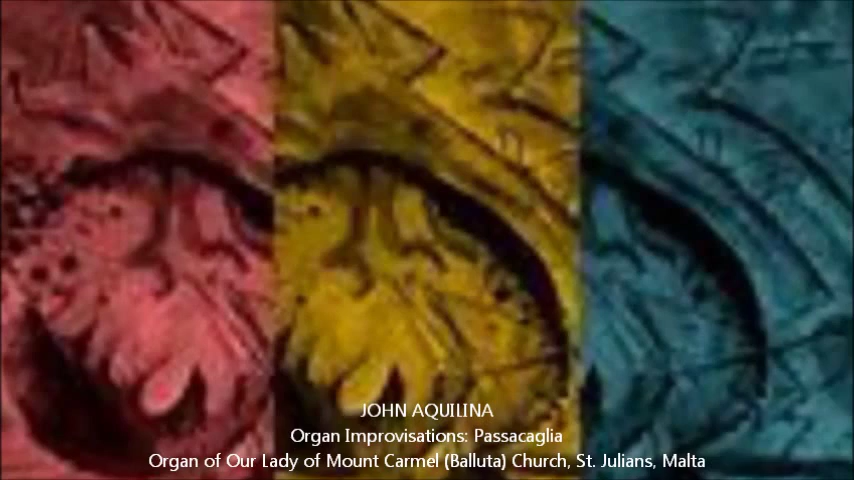 JOHN AQUILINA
Organ Improvisations: Passacaglia
Organ of Our Lady of Mount Carmel (Balluta) Church, St. Julians, Malta